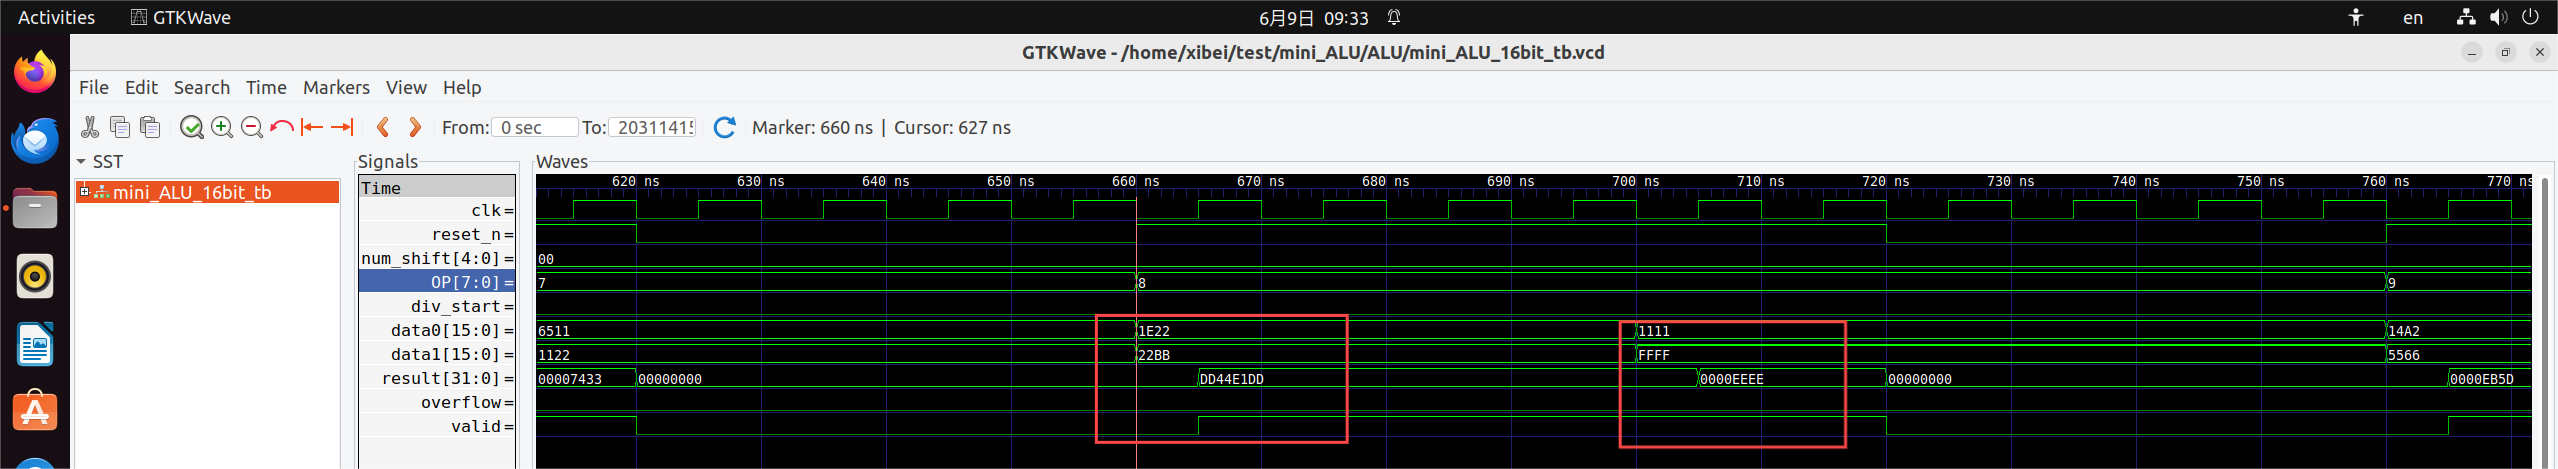 Activities GTKWave 6月9日 09:33 en
GTKWave - /home/xibei/test/mini_ALU/ALU/mini_ALU_16bit_tb.vcd
File Edit Search Time Markers View Help
From: 0 sec To: 20311415 Marker: 660 ns | Cursor: 627 ns
SST Signals Waves
Time 620 ns 630 ns 640 ns 650 ns 660 ns 670 ns 680 ns 690 ns 700 ns 710 ns 720 ns 730 ns 740 ns 750 ns 760 ns 770 ns
mini_ALU_16bit_tb
clk=
reset_n=
num_shift[4:0]= 00
OP[7:0]= 7 8 9
div_start=
data0[15:0]= 6511 1E22 1111 14A2
data1[15:0]= 1122 22BB FFFF 5566
result[31:0]= 00007433 00000000 DD44E1DD 0000EEEE 00000000 0000EB5D
overflow=
valid=